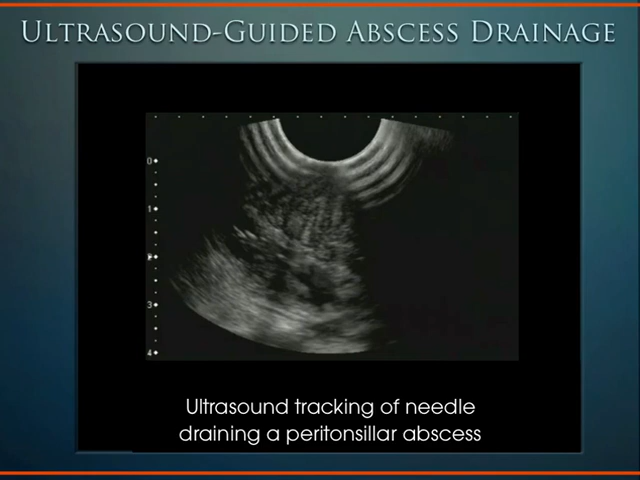 Ultrasound-Guided Abscess Drainage
0
1
2
3
4
Ultrasound tracking of needle
draining a peritonsillar abscess